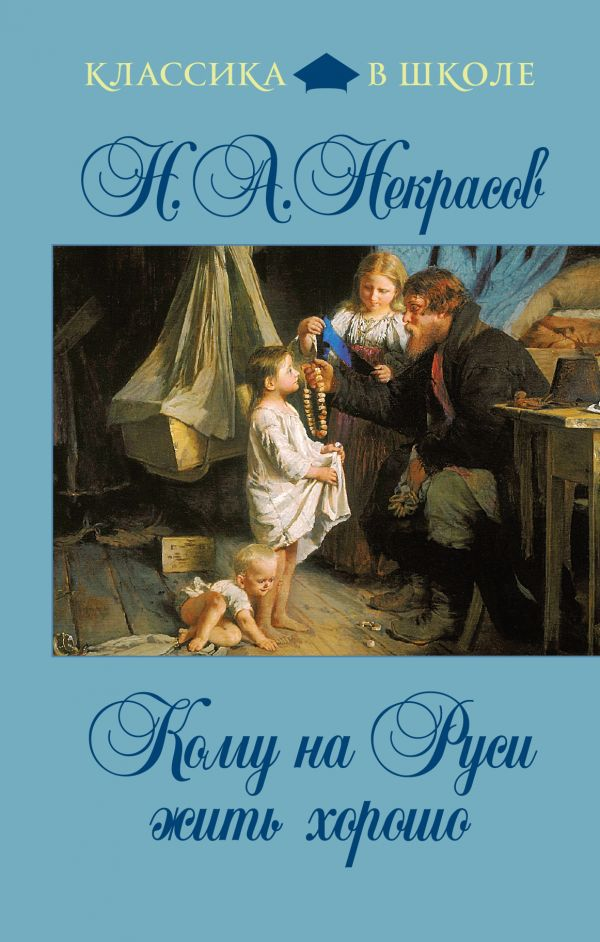 КЛАССИКА В ШКОЛЕ
Н. А. Некрасов
Кому на Руси
жить хорошо